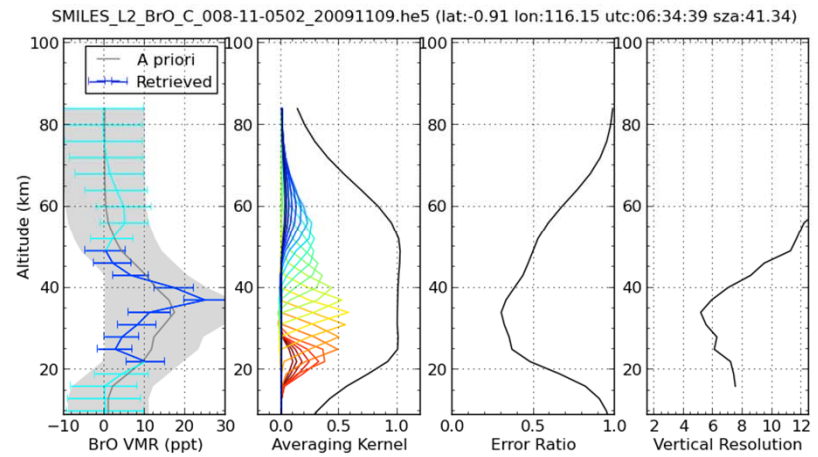 SMILES_L2_BrO_C_008-11-0502_20091109.he5 (lat:-0.91 lon:116.15 utc:06:34:39 sza:41.34)
A priori
Retrieved
Altitude (km)
100
80
60
40
20
−10 0 10 20 30
BrO VMR (ppt)
100
80
60
40
20
0.0 0.5 1.0
Averaging Kernel
100
80
60
40
20
0.0 0.5 1.0
Error Ratio
100
80
60
40
20
2 4 6 8 10 12
Vertical Resolution